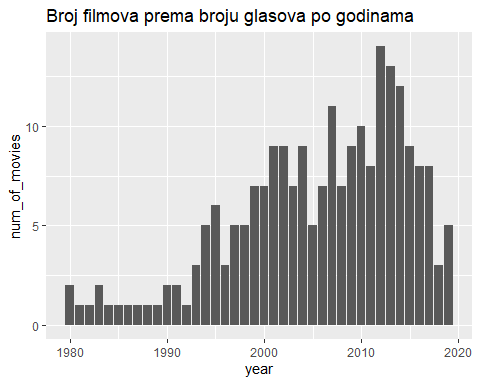 Broj filmova prema broju glasova po godinama
num_of_movies
10
5
0
1980 1990 2000 2010 2020
year